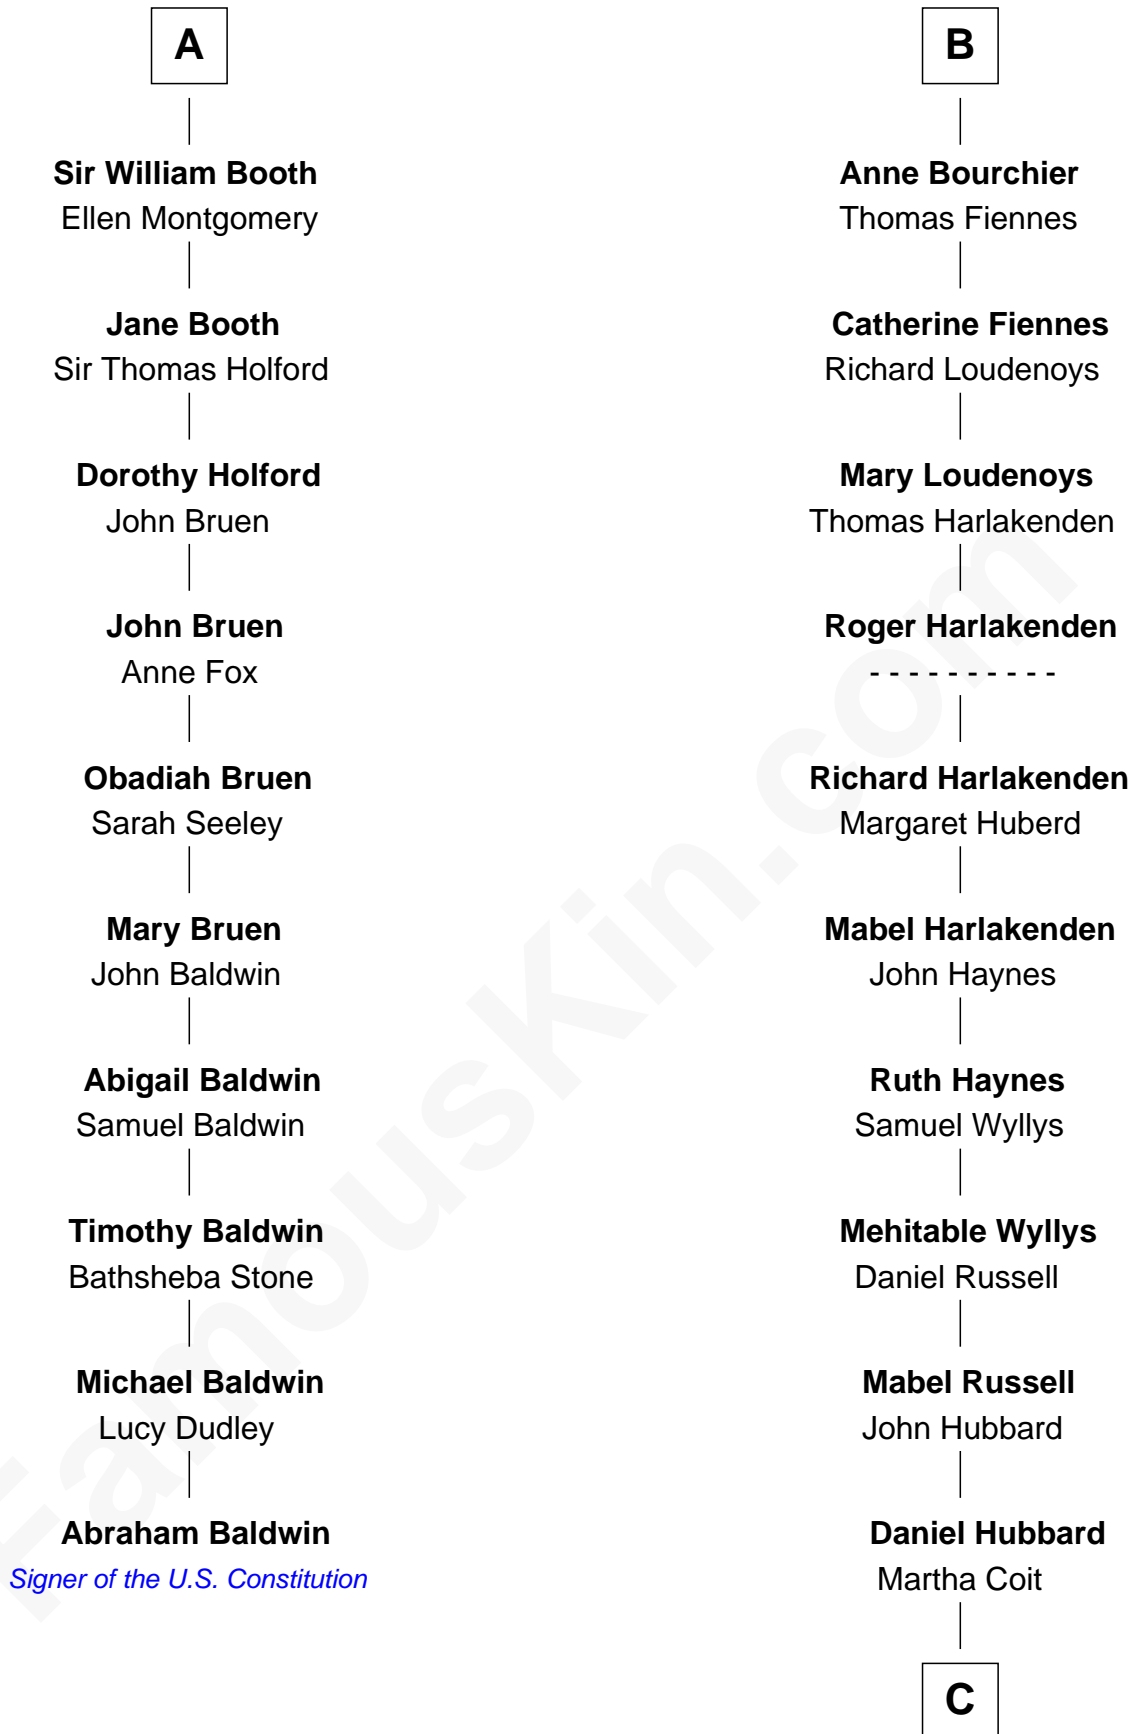 A
Sir William Booth
Ellen Montgomery
Jane Booth
Sir Thomas Holford
Dorothy Holford
John Bruen
John Bruen
Anne Fox
Obadiah Bruen
Sarah Seeley
Mary Bruen
John Baldwin
Abigail Baldwin
Samuel Baldwin
Timothy Baldwin
Bathsheba Stone
Michael Baldwin
Lucy Dudley
Abraham Baldwin
Signer of the U.S. Constitution
B
Anne Bourchier
Thomas Fiennes
Catherine Fiennes
Richard Loudenoys
Mary Loudenoys
Thomas Harlakenden
Roger Harlakenden
- - - - - - - - - -
Richard Harlakenden
Margaret Huberd
Mabel Harlakenden
John Haynes
Ruth Haynes
Samuel Wyllys
Mehitable Wyllys
Daniel Russell
Mabel Russell
John Hubbard
Daniel Hubbard
Martha Coit
C
FamousKin.com